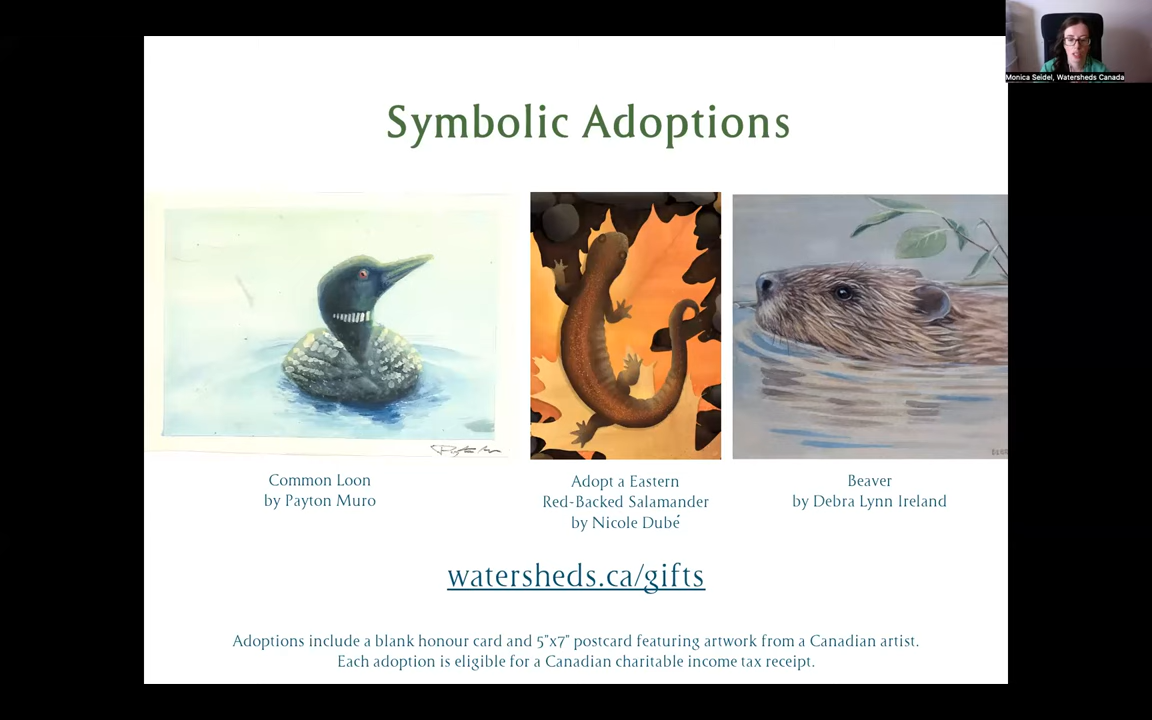 Monica Seidel, Watersheds Canada
Symbolic Adoptions
Common Loon
by Payton Muro
Adopt a Eastern
Red-Backed Salamander
by Nicole Dubé
Beaver
by Debra Lynn Ireland
watersheds.ca/gifts
Adoptions include a blank honour card and 5"x7" postcard featuring artwork from a Canadian artist.
Each adoption is eligible for a Canadian charitable income tax receipt.